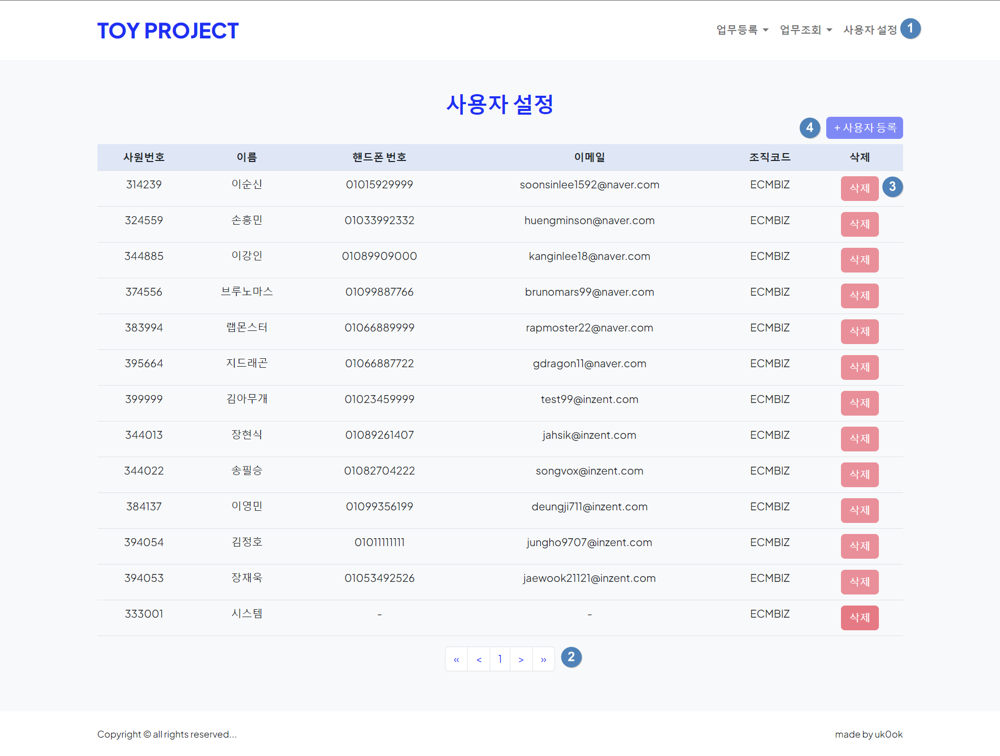 TOY PROJECT 업무등록 업무조회 사용자 설정 1
사용자 설정
4 + 사용자 등록
사원번호 이름 핸드폰 번호 이메일 조직코드 삭제
314239 이순신 01015929999 soonsinlee1592@naver.com ECMBIZ 삭제 3
324559 손흥민 01033992332 huengminson@naver.com ECMBIZ 삭제
344885 이강인 01089909000 kanginlee18@naver.com ECMBIZ 삭제
374556 브루노마스 01099887766 brunomars99@naver.com ECMBIZ 삭제
383994 랩몬스터 01066889999 rapmoster22@naver.com ECMBIZ 삭제
395664 지드래곤 01066887722 gdragon11@naver.com ECMBIZ 삭제
399999 김아무개 01023459999 test99@inzent.com ECMBIZ 삭제
344013 장현식 01089261407 jahsik@inzent.com ECMBIZ 삭제
344022 송필승 01082704222 songvox@inzent.com ECMBIZ 삭제
384137 이영민 01099356199 deungji711@inzent.com ECMBIZ 삭제
394054 김정호 01011111111 jungho9707@inzent.com ECMBIZ 삭제
394053 장재욱 01053492526 jaewook21121@inzent.com ECMBIZ 삭제
333001 시스템 - - ECMBIZ 삭제
« < 1 > » 2
Copyright © all rights reserved... made by uk0ok